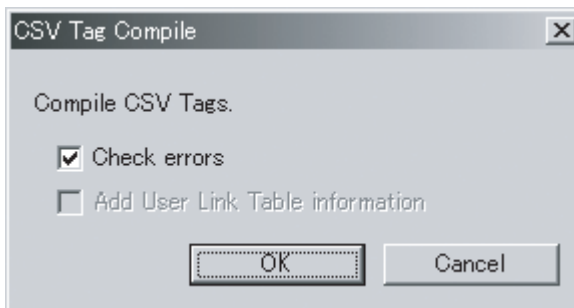 CSV Tag Compile
Compile CSV Tags.
Check errors
Add User Link Table information
OK
Cancel